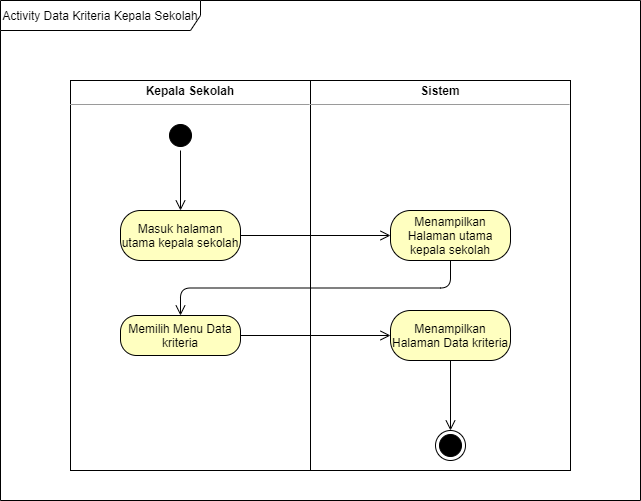 Activity Data Kriteria Kepala Sekolah
Kepala Sekolah
Sistem
Masuk halaman
utama kepala sekolah
Menampilkan
Halaman utama
kepala sekolah
Memilih Menu Data
kriteria
Menampilkan
Halaman Data kriteria